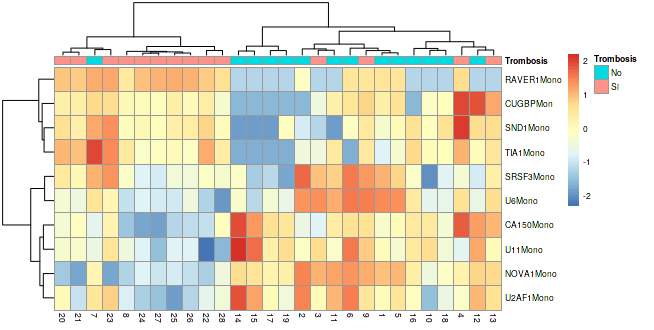 Trombosis
RAVER1Mono
CUGBPMon
SND1Mono
TIA1Mono
SRSF3Mono
U6Mono
CA150Mono
U11Mono
NOVA1Mono
U2AF1Mono
20 21 7 23 8 24 27 25 26 22 28 14 15 17 19 2 3 11 6 9 1 5 16 10 18 4 12 13
2
1
0
-1
-2
Trombosis
No
SI